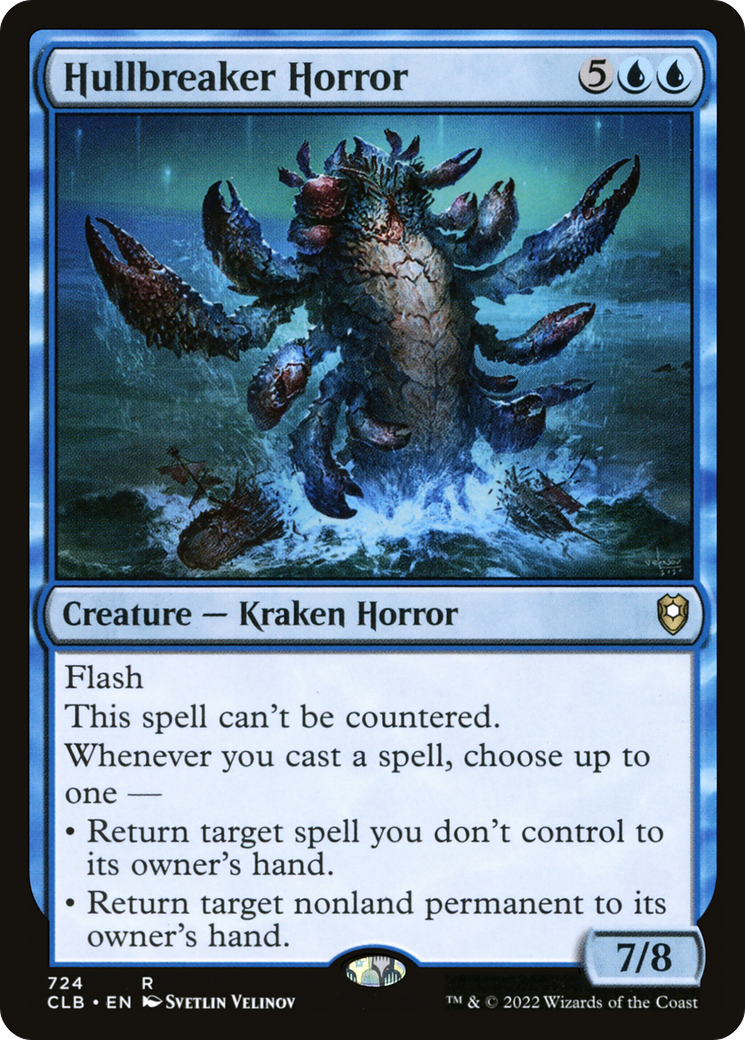 Hullbreaker Horror 5
Creature — Kraken Horror
Flash
This spell can't be countered.
Whenever you cast a spell, choose up to
one —
• Return target spell you don't control to
its owner's hand.
• Return target nonland permanent to its
owner's hand.
7/8
724 R
CLB • EN Svetlin Velinov
™ & © 2022 Wizards of the Coast